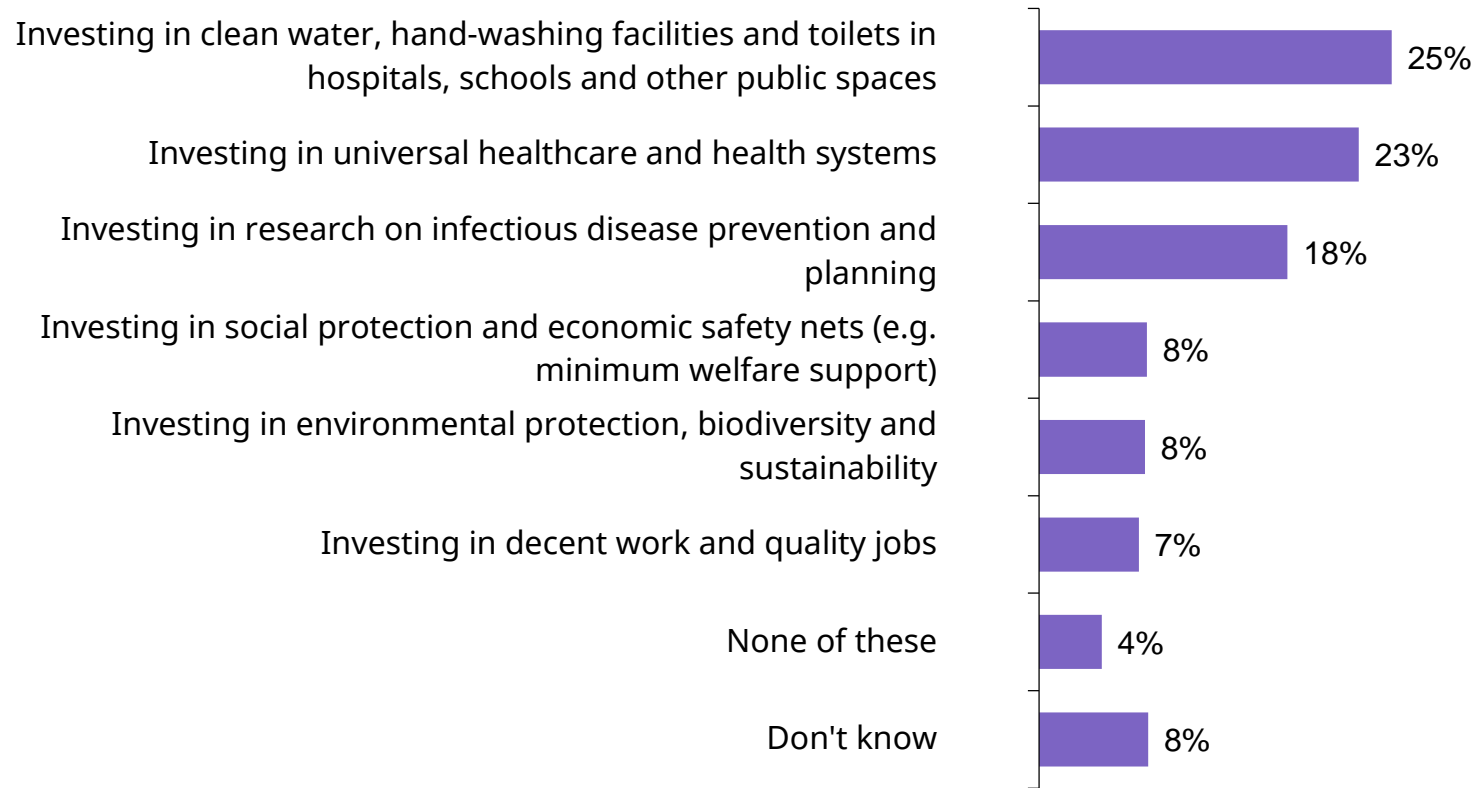 Investing in clean water, hand-washing facilities and toilets in
hospitals, schools and other public spaces
25%
Investing in universal healthcare and health systems
23%
Investing in research on infectious disease prevention and
planning
18%
Investing in social protection and economic safety nets (e.g.
minimum welfare support)
8%
Investing in environmental protection, biodiversity and
sustainability
8%
Investing in decent work and quality jobs
7%
None of these
4%
Don't know
8%